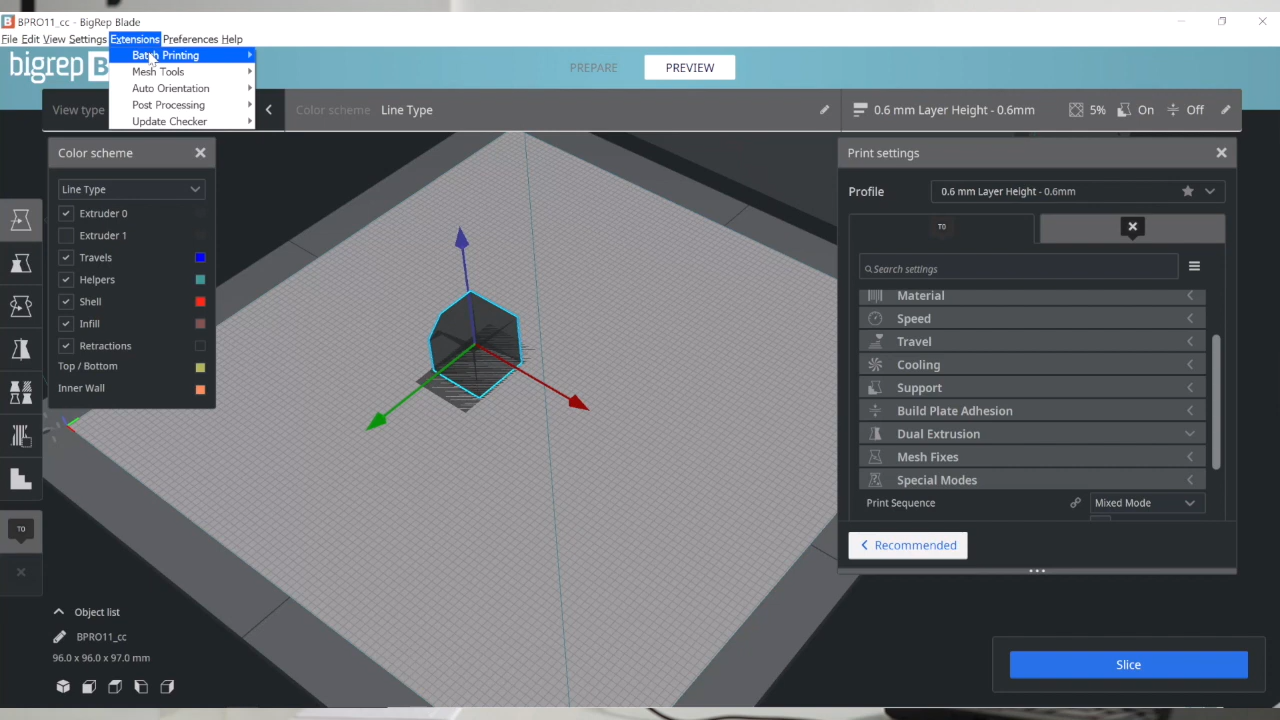 BPRO11_cc - BigRep Blade
File Edit View Settings Extensions Preferences Help
Batch Printing
Mesh Tools
Auto Orientation
Post Processing
Update Checker
bigrep B
PREPARE
PREVIEW
View type
Color scheme Line Type
0.6 mm Layer Height - 0.6mm
5%
On
Off
Color scheme
Line Type
Extruder 0
Extruder 1
Travels
Helpers
Shell
Infill
Retractions
Top / Bottom
Inner Wall
Print settings
Profile
0.6 mm Layer Height - 0.6mm
T0
Search settings
Material
Speed
Travel
Cooling
Support
Build Plate Adhesion
Dual Extrusion
Mesh Fixes
Special Modes
Print Sequence
Mixed Mode
Recommended
T0
Object list
BPRO11_cc
96.0 x 96.0 x 97.0 mm
Slice